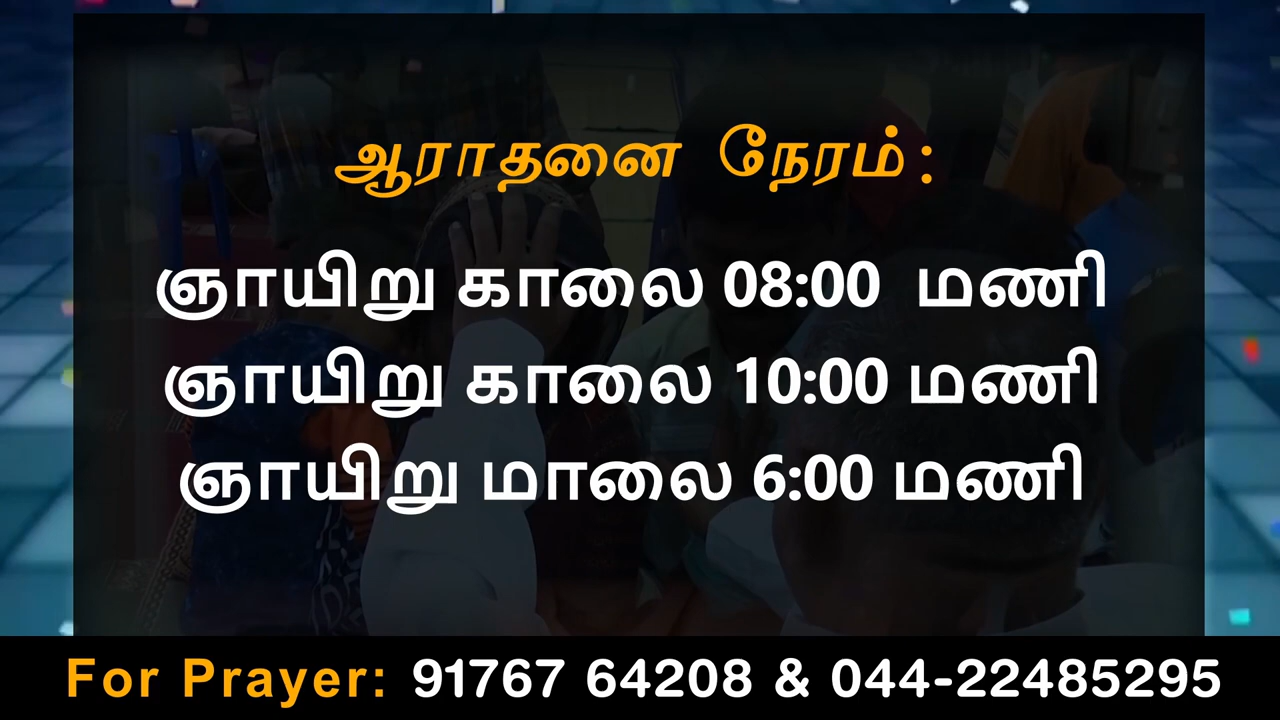 ஆராதனை நேரம்:
ஞாயிறு காலை 08:00 மணி
ஞாயிறு காலை 10:00 மணி
ஞாயிறு மாலை 6:00 மணி
For Prayer: 91767 64208 & 044-22485295